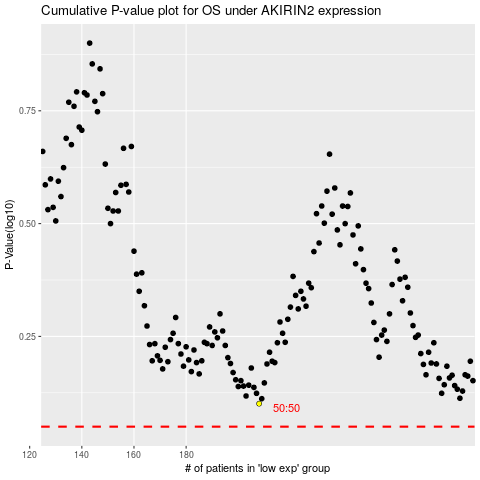 Cumulative P-value plot for OS under AKIRIN2 expression
P-Value(log10)
0.75
0.50
0.25
50:50
120 140 160 180
# of patients in 'low exp' group